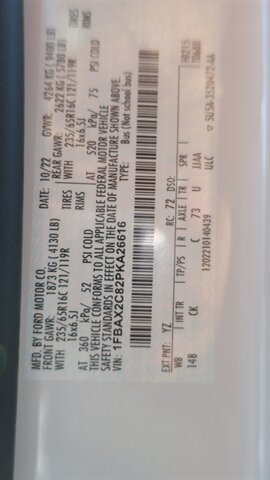 MFD. BY FORD MOTOR CO.
DATE: 10/22 GVWR: 4264 KG ( 9400 LB)
FRONT GAWR: 1873 KG ( 4130 LB) REAR GAWR: 2622 KG ( 5780 LB)
WITH 235/65R16C 121/119R TIRES WITH 235/65R16C 121/119R TIRES
16x6.5J RIMS 16x6.5J RIMS
AT 360 kPa/ 52 PSI COLD AT 520 kPa/ 75 PSI COLD
THIS VEHICLE CONFORMS TO ALL APPLICABLE FEDERAL MOTOR VEHICLE
SAFETY STANDARDS IN EFFECT ON THE DATE OF MANUFACTURE SHOWN ABOVE.
VIN: 1FBAX2C82PKA26616 TYPE: Bus (Not school bus)
EXT PNT: YZ RC: 72 DSO: F0215
T0680
WB INT TR TP/PS R AXLE TR SPR
148 CK C 73 U UAA
ULC
1202210140439